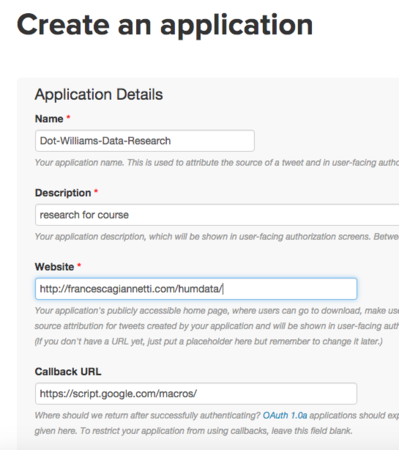 Create an application
Application Details
Name *
Dot-Williams-Data-Research
Your application name. This is used to attribute the source of a tweet and in user-facing
Description *
research for course
Your application description, which will be shown in user-facing authorization screens.
Website *
http://francescagiannetti.com/humdata/
Your application's publicly accessible home page, where users can go to download, make
source attribution for tweets created by your application and will be shown in user-facing
(If you don't have a URL yet, just put a placeholder here but remember to change it later.)
Callback URL
https://script.google.com/macros/
Where should we return after successfully authenticating? OAuth 1.0a applications should
given here. To restrict your application from using callbacks, leave this field blank.